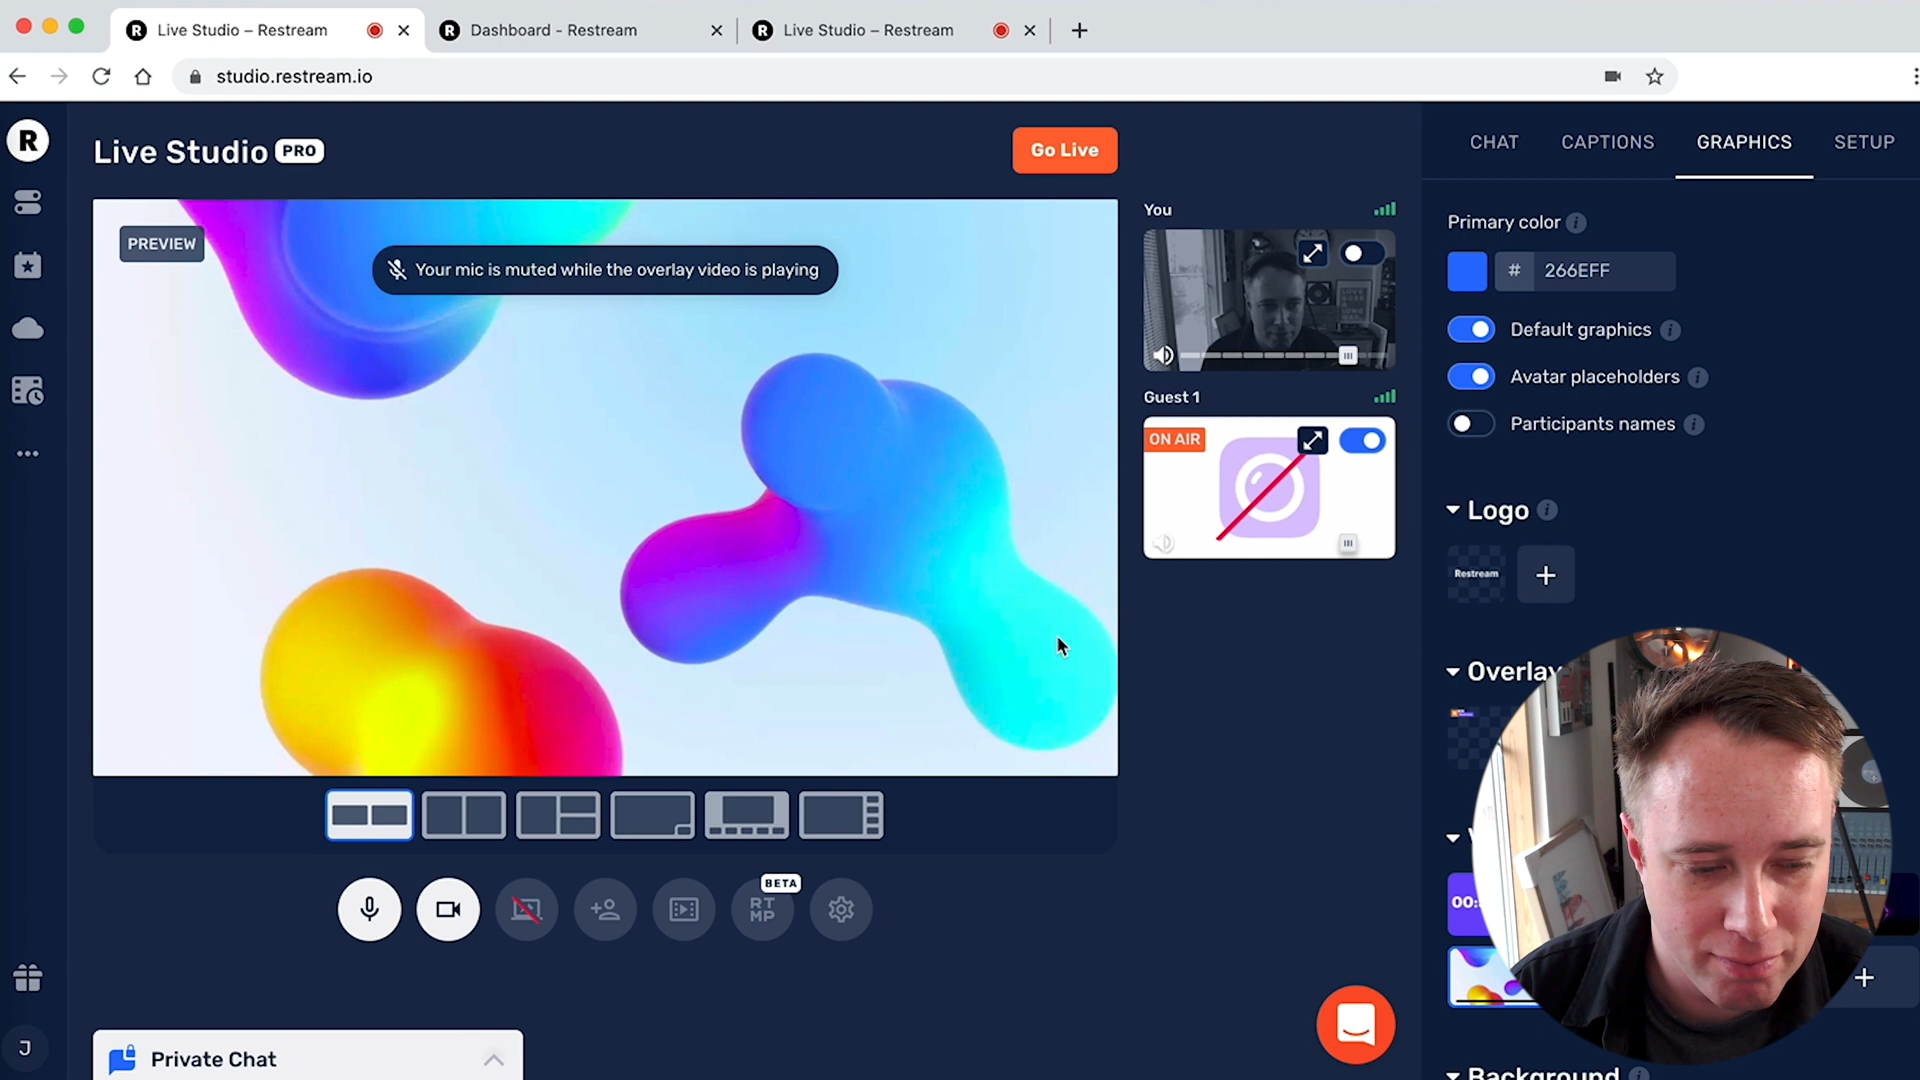 Live Studio – Restream
Dashboard - Restream
Live Studio – Restream
studio.restream.io
R
Live Studio PRO
Go Live
CHAT
CAPTIONS
GRAPHICS
SETUP
PREVIEW
Your mic is muted while the overlay video is playing
You
Guest 1
ON AIR
Primary color
# 266EFF
Default graphics
Avatar placeholders
Participants names
Logo
Restream
Overlay
00:
BETA
RT
MP
J
Private Chat
Background